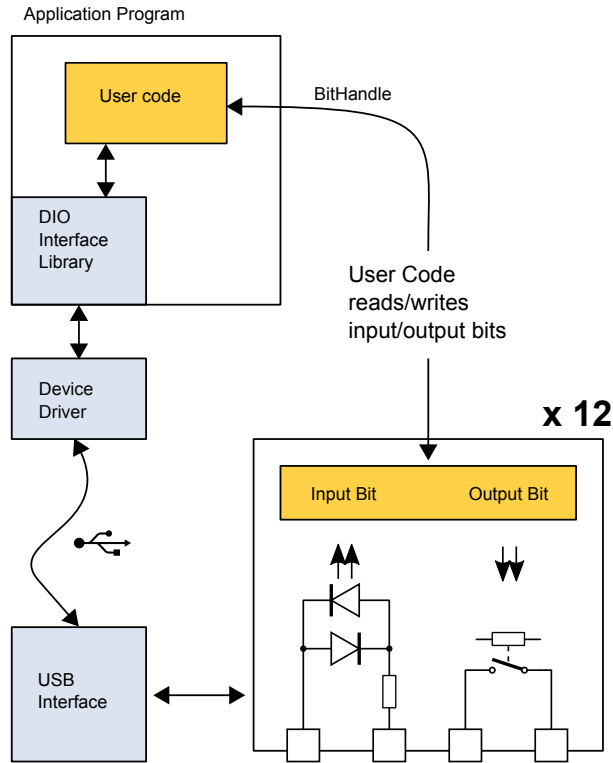 Application Program
User code
BitHandle
DIO
Interface
Library
User Code
reads/writes
input/output bits
Device
Driver
x 12
Input Bit
Output Bit
USB
Interface